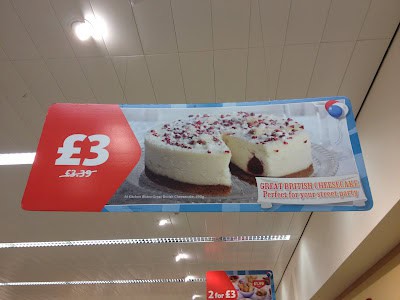 £3
£3.39
GREAT BRITISH CHEESECAKE
Perfect for your street party
2 for £3